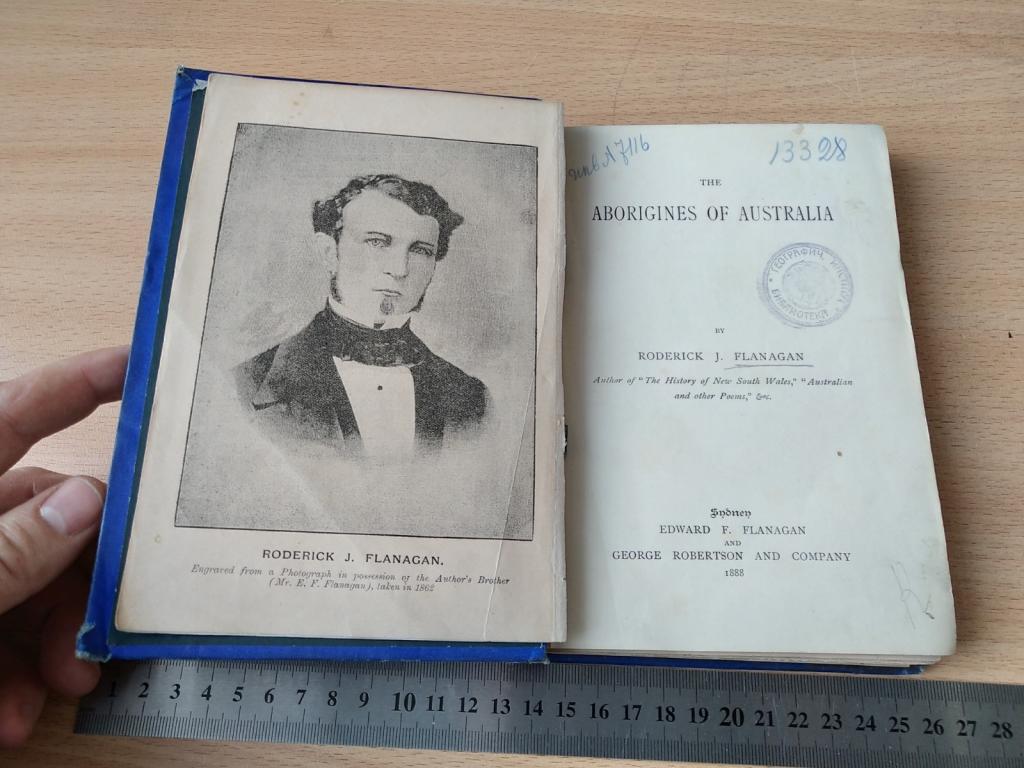 RODERICK J. FLANAGAN.
Engraved from a Photograph in possession of the Author's Brother
(Mr. E. F. Flanagan), taken in 1862
13328
THE
ABORIGINES OF AUSTRALIA
ГЕОГРАФИЧ. ИНСТИТУТ
БИБЛИОТЕКА
BY
RODERICK J. FLANAGAN
Author of "The History of New South Wales," "Australian
and other Poems," &c.
Sydney
EDWARD F. FLANAGAN
AND
GEORGE ROBERTSON AND COMPANY
1888
1 2 3 4 5 6 7 8 9 10 11 12 13 14 15 16 17 18 19 20 21 22 23 24 25 26 27 28